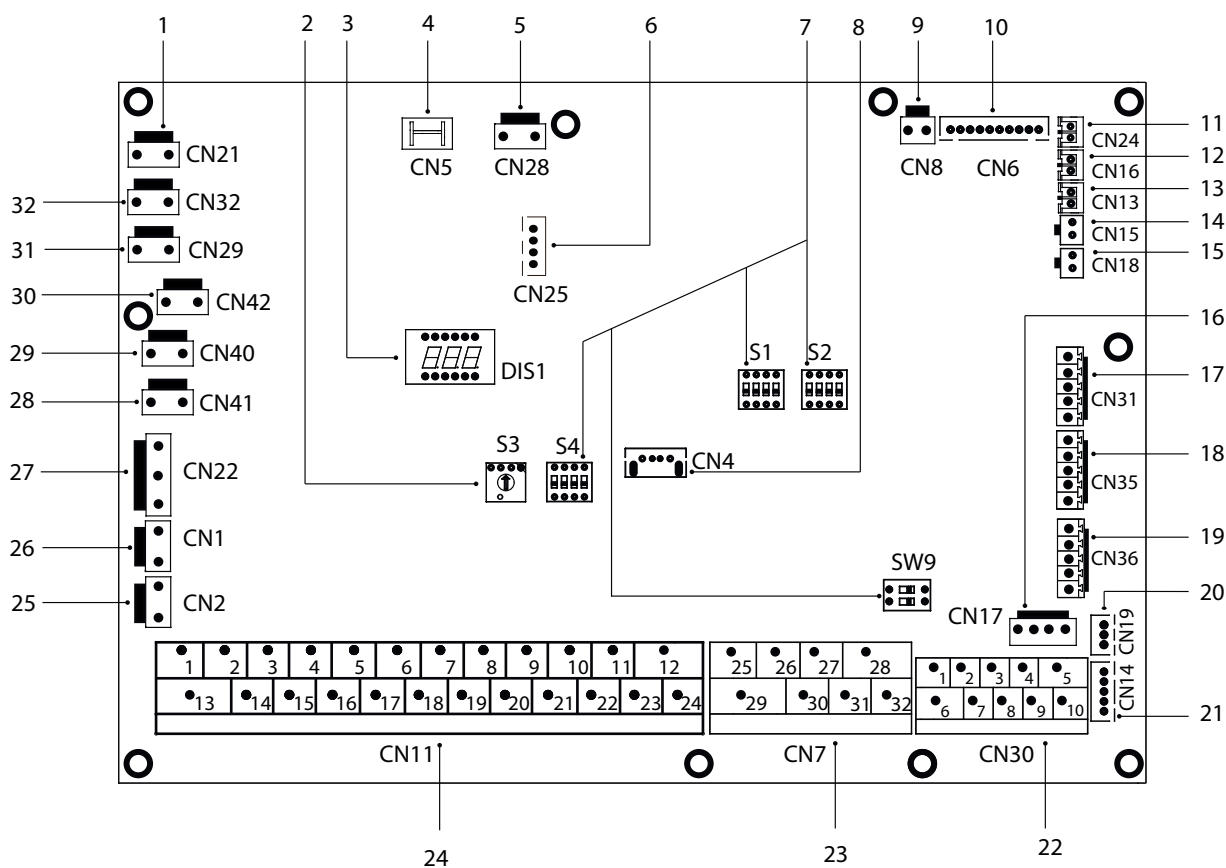 1 2 3 4 5 6 7 8 9 10
11
CN21 CN5 CN28 CN8 CN6 CN24
12
CN16
13
32 CN32 CN13
14
31 CN29 CN15
15
CN25 CN18
30 CN42
16
29 CN40 DIS1 S1 S2
17
28 CN41 CN31
S3 S4
18
27 CN22 CN4 CN35
19
26 CN1 SW9 CN36
20
25 CN2 CN17 CN19
1 2 3 4 5 6 7 8 9 10 11 12
25 26 27 28
1 2 3 4 5
CN14
13 14 15 16 17 18 19 20 21 22 23 24
29 30 31 32
6 7 8 9 10
21
CN11 CN7 CN30
24 23 22